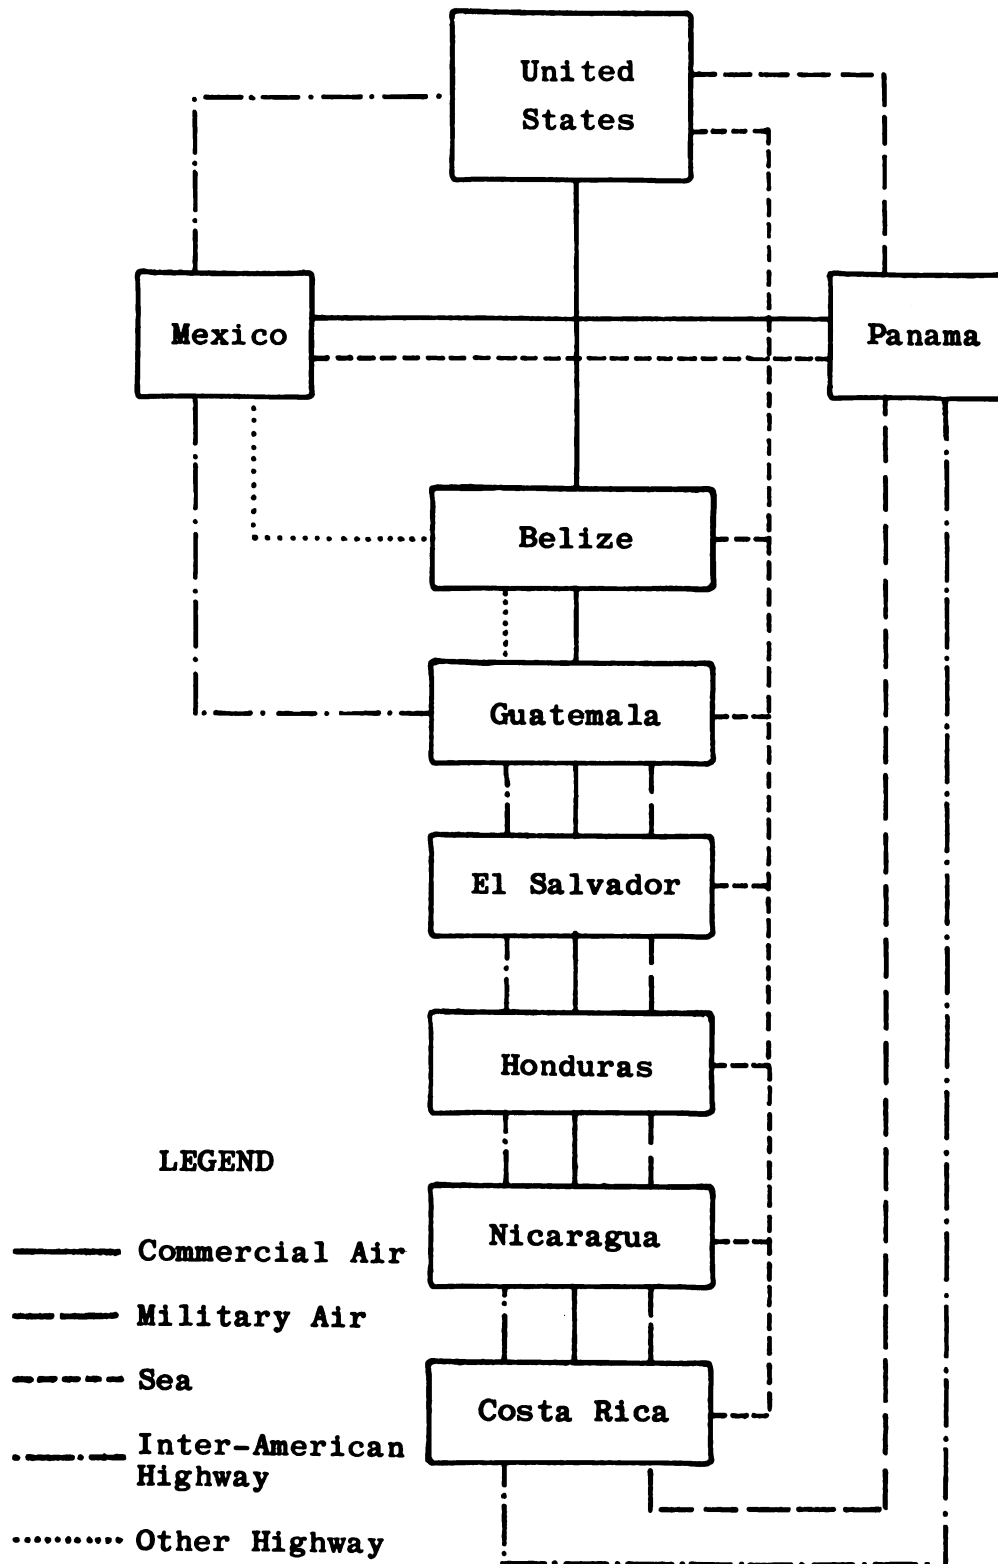 United
States
Mexico
Panama
Belize
Guatemala
El Salvador
Honduras
Nicaragua
Costa Rica
LEGEND
Commercial Air
Military Air
Sea
Inter-American
Highway
Other Highway